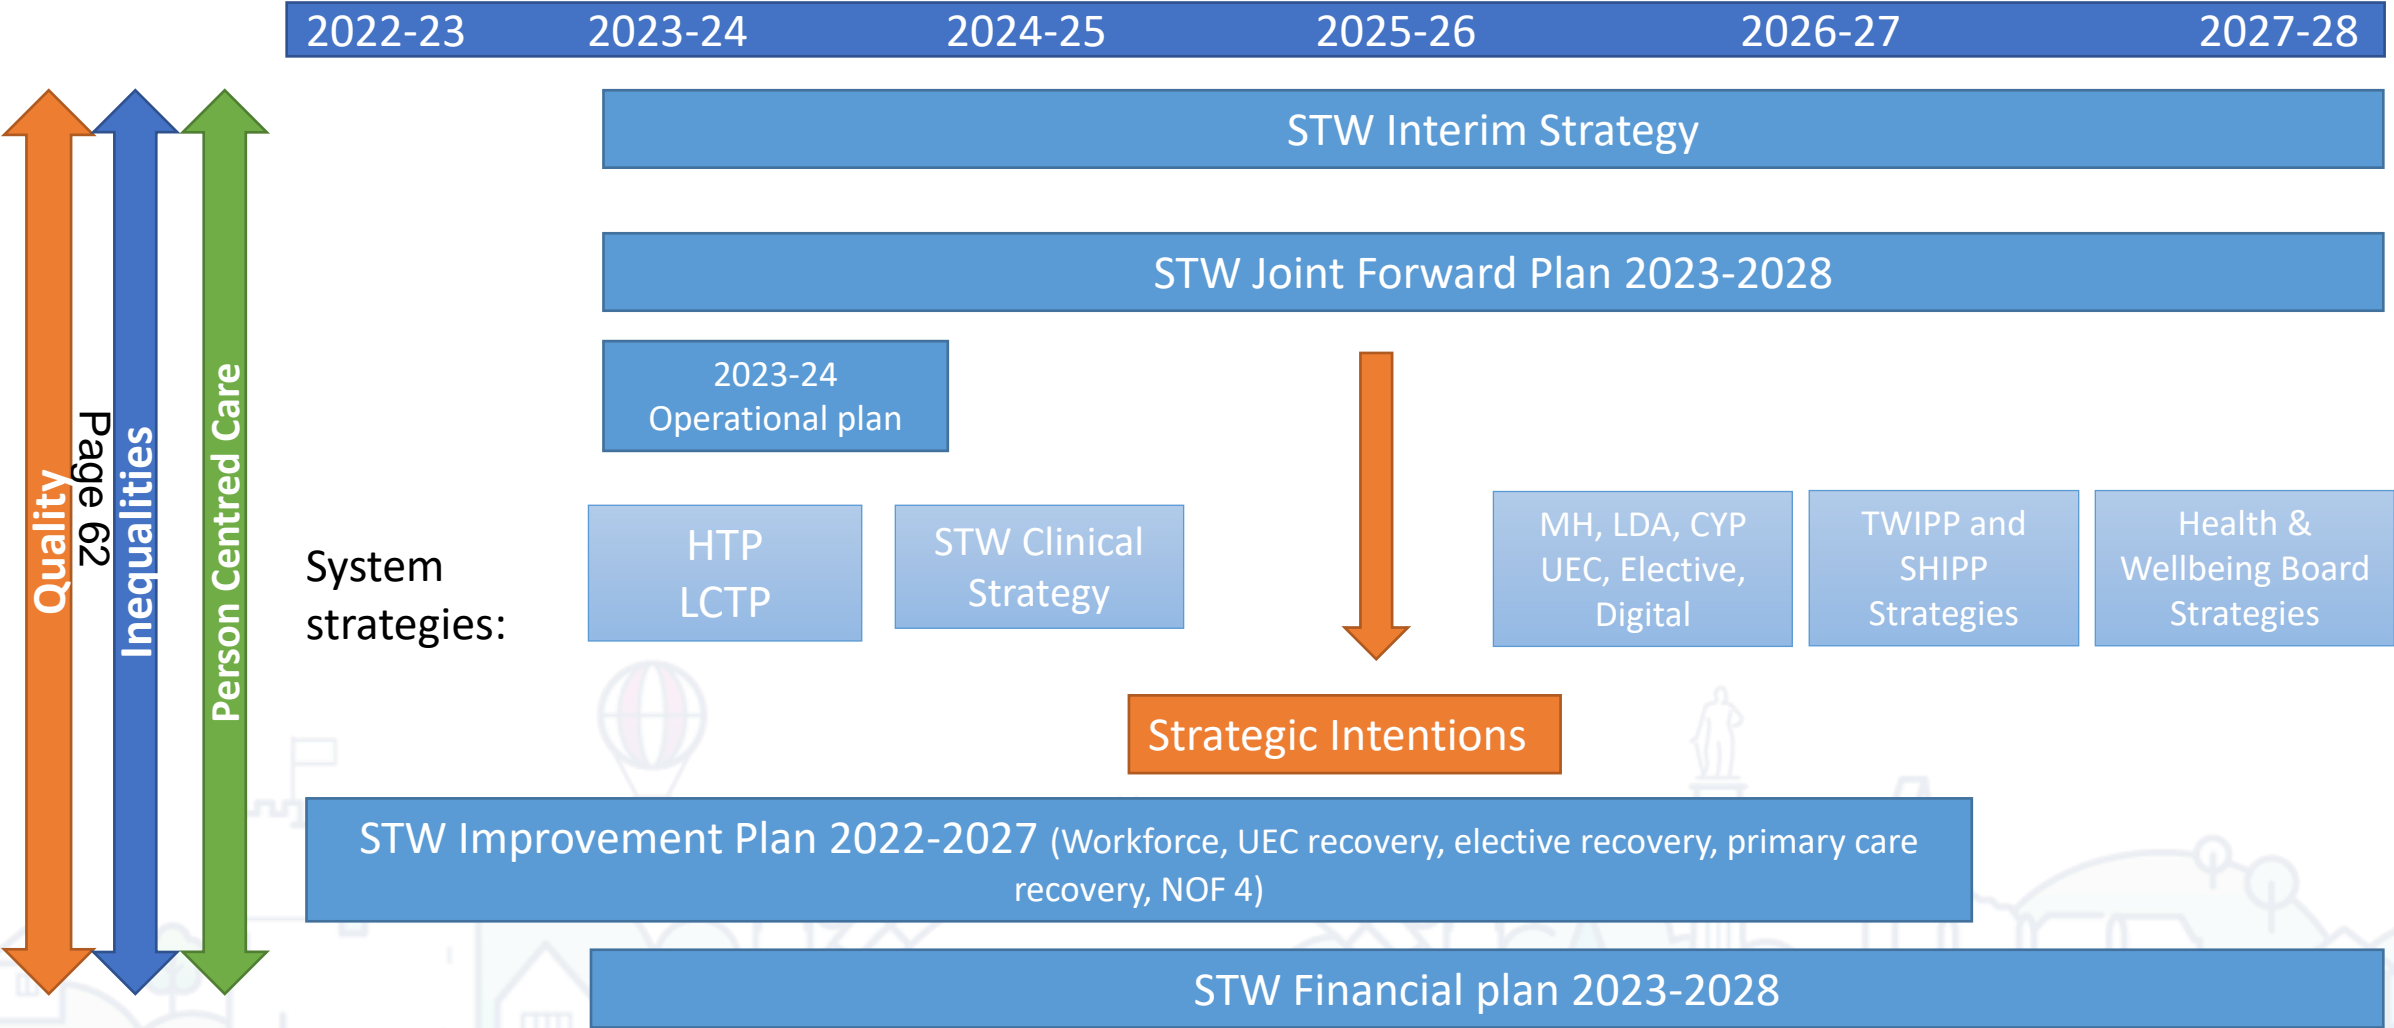 2022-23 2023-24 2024-25 2025-26 2026-27 2027-28
STW Interim Strategy
STW Joint Forward Plan 2023-2028
2023-24
Operational plan
Quality
Page 62
Inequalities
Person Centred Care
System
strategies:
HTP
LCTP
STW Clinical
Strategy
MH, LDA, CYP
UEC, Elective,
Digital
TWIPP and
SHIPP
Strategies
Health &
Wellbeing Board
Strategies
Strategic Intentions
STW Improvement Plan 2022-2027 (Workforce, UEC recovery, elective recovery, primary care
recovery, NOF 4)
STW Financial plan 2023-2028